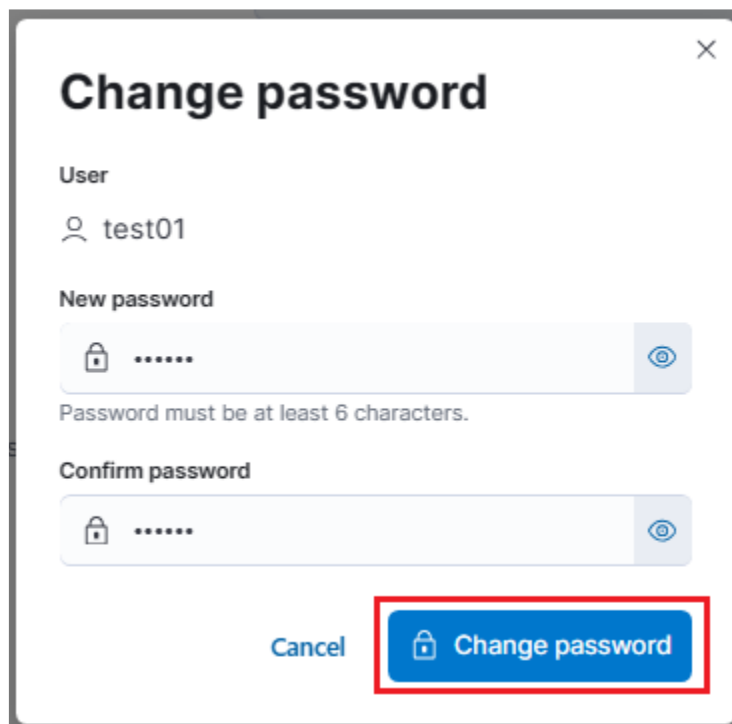 Change password
User
test01
New password
••••••
Password must be at least 6 characters.
Confirm password
••••••
Cancel
Change password